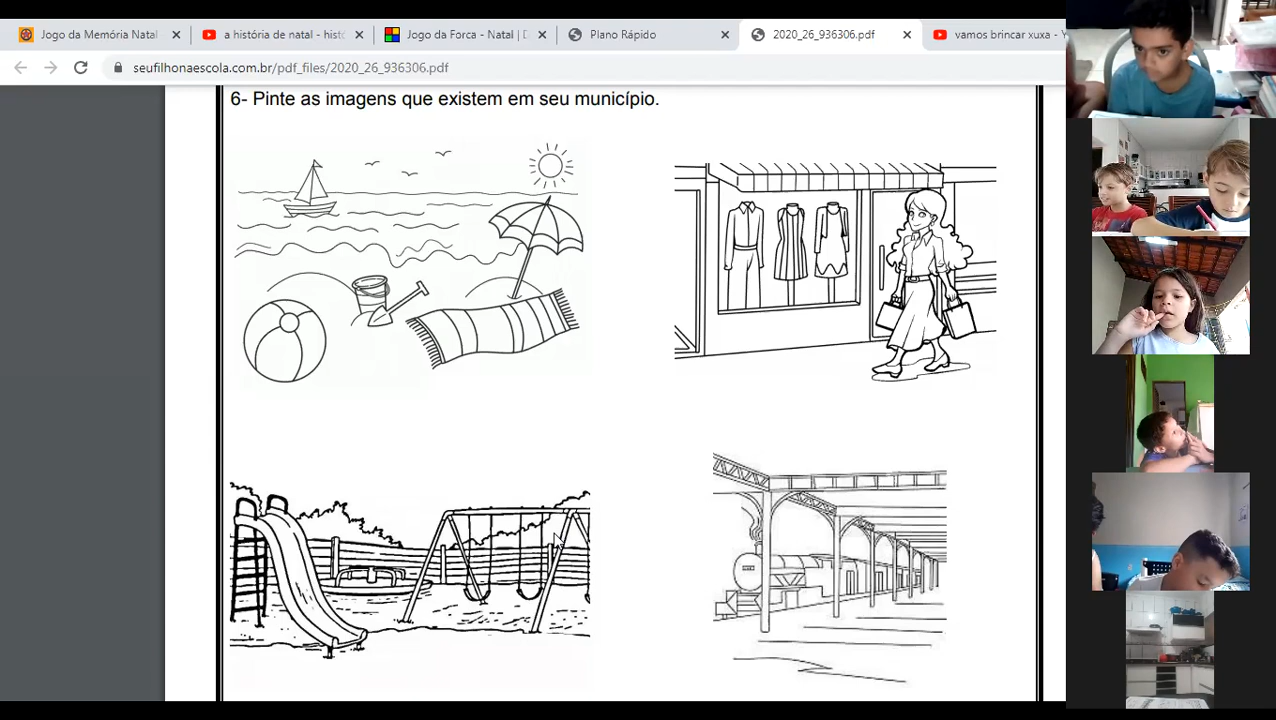 Jogo da Memória Natal
a história de natal - histó
Jogo da Forca - Natal | D
Plano Rápido
2020_26_936306.pdf
vamos brincar xuxa - Y
seufilhonaescola.com.br/pdf_files/2020_26_936306.pdf
6- Pinte as imagens que existem em seu município.